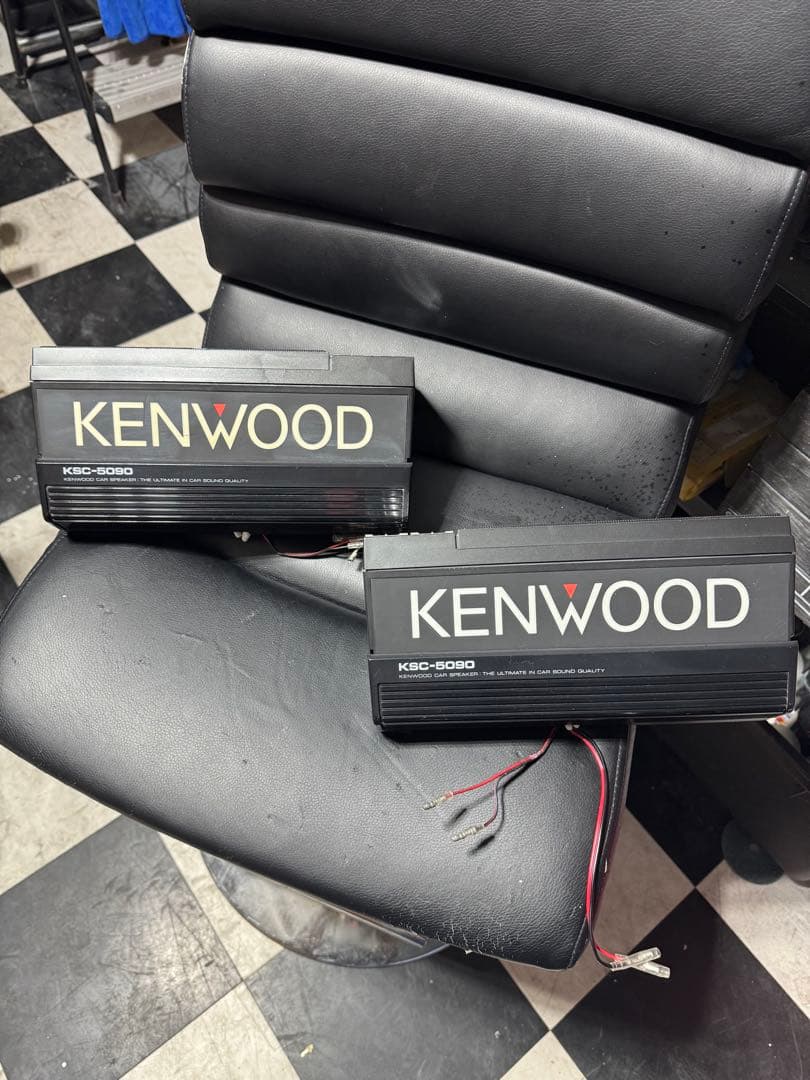 KENWOOD
KSC-5090
KENWOOD CAR SPEAKER : THE ULTIMATE IN CAR SOUND QUALITY
KENWOOD
KSC-5090
KENWOOD CAR SPEAKER : THE ULTIMATE IN CAR SOUND QUALITY